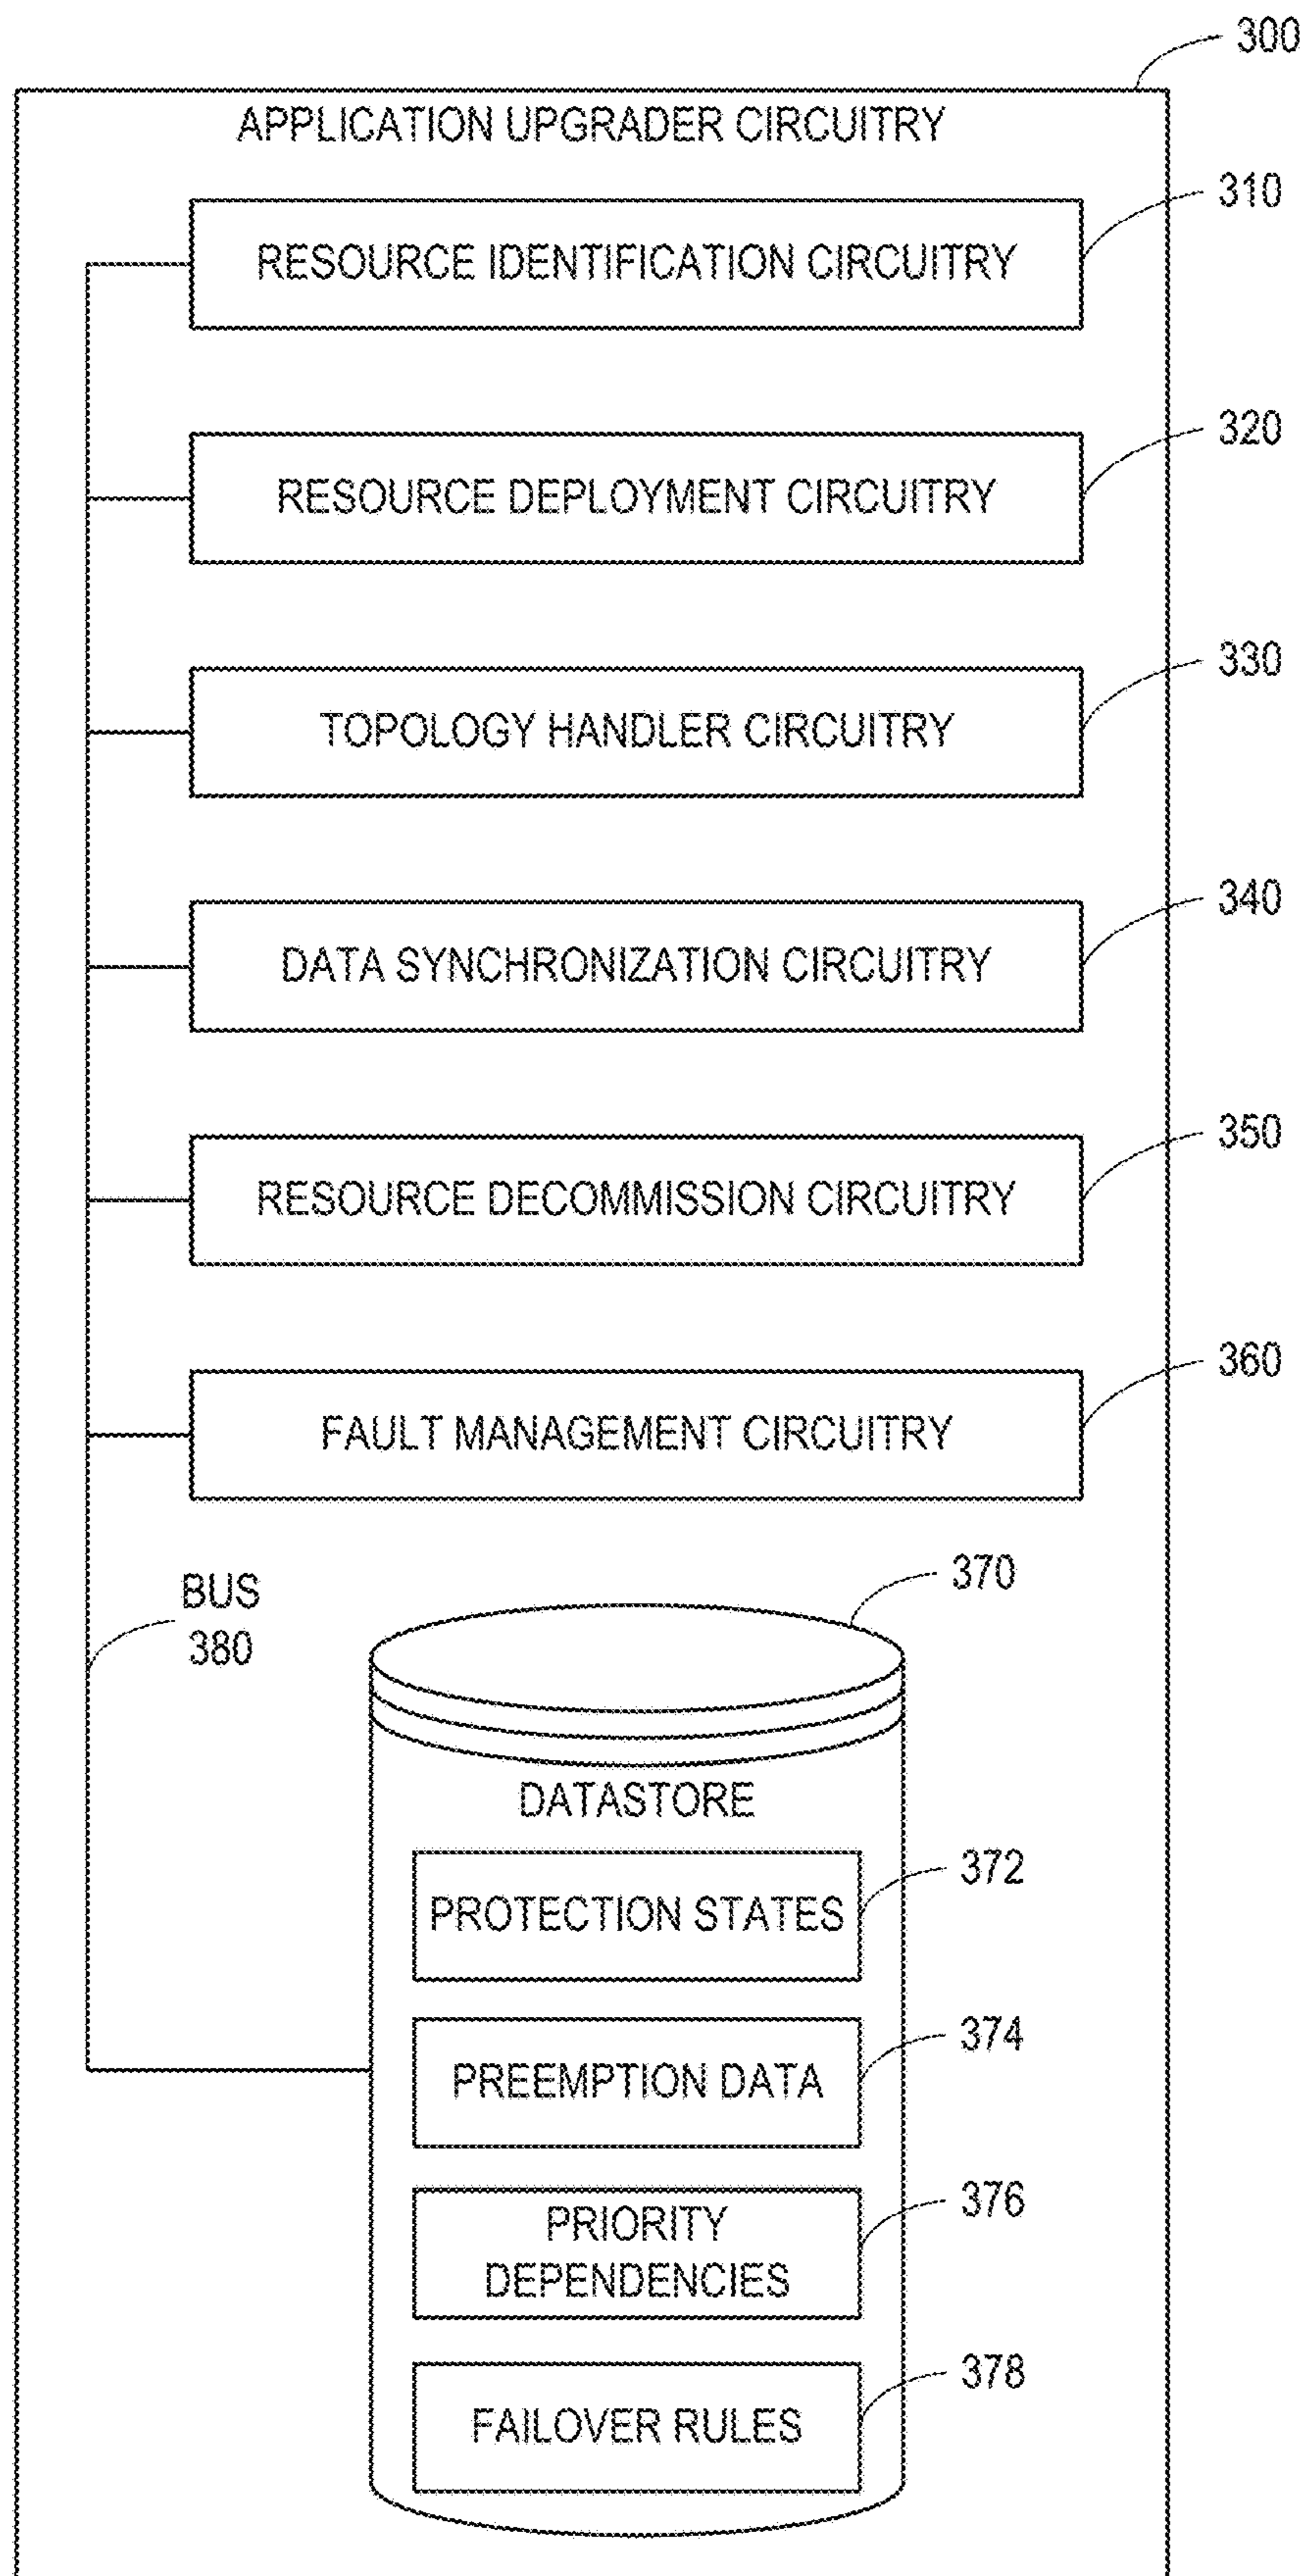 300
APPLICATION UPGRADER CIRCUITRY
310
RESOURCE IDENTIFICATION CIRCUITRY
320
RESOURCE DEPLOYMENT CIRCUITRY
330
TOPOLOGY HANDLER CIRCUITRY
340
DATA SYNCHRONIZATION CIRCUITRY
350
RESOURCE DECOMMISSION CIRCUITRY
360
FAULT MANAGEMENT CIRCUITRY
370
BUS
380
DATASTORE
372
PROTECTION STATES
374
PREEMPTION DATA
376
PRIORITY
DEPENDENCIES
378
FAILOVER RULES